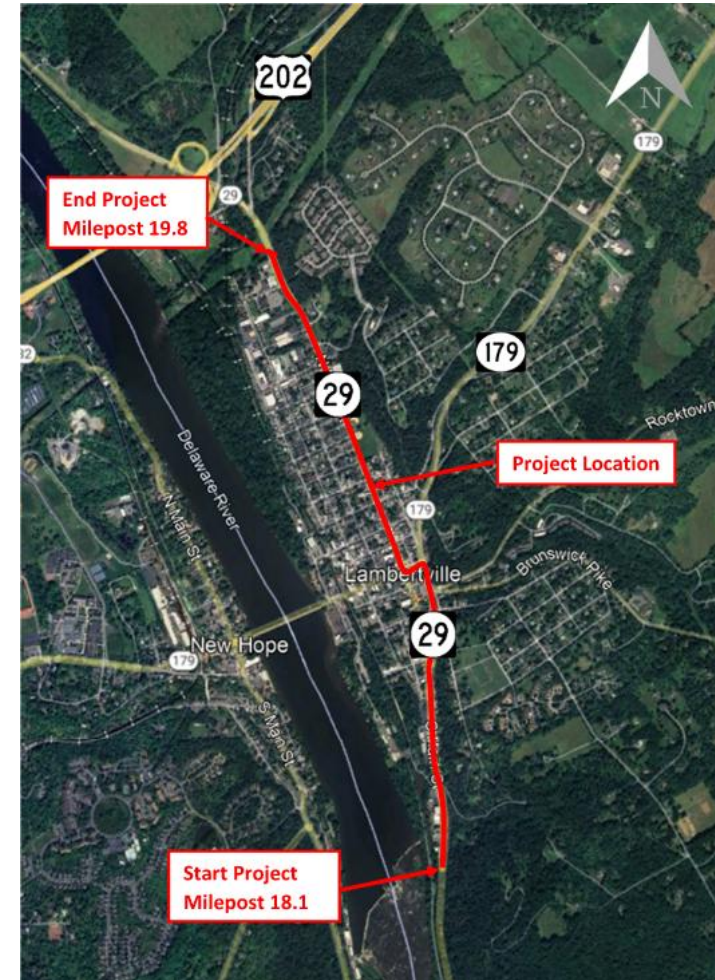 202
N
179
29
End Project
Milepost 19.8
32
179
29
Rocktown
Delaware River
N Main St
Project Location
179
Lambertville
Brunswick Pike
29
New Hope
179
S Main St
Start Project
Milepost 18.1